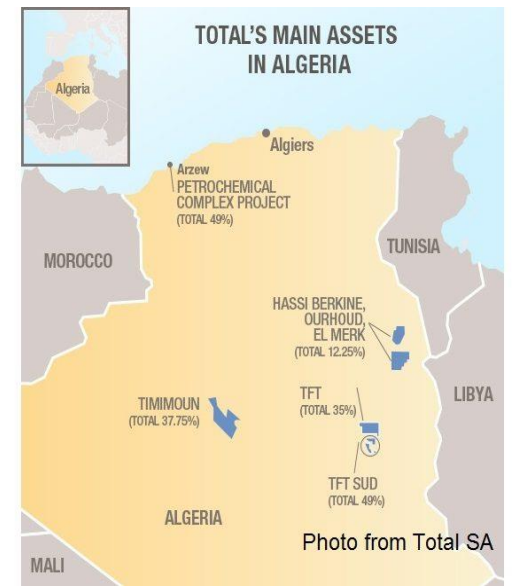 TOTAL'S MAIN ASSETS
IN ALGERIA
Algeria
Algiers
Arzew
PETROCHEMICAL
COMPLEX PROJECT
(TOTAL 49%)
TUNISIA
MOROCCO
HASSI BERKINE,
OURHOUD,
EL MERK
(TOTAL 12.25%)
TIMIMOUN
(TOTAL 37.75%)
TFT
(TOTAL 35%)
LIBYA
TFT SUD
(TOTAL 49%)
ALGERIA
Photo from Total SA
MALI